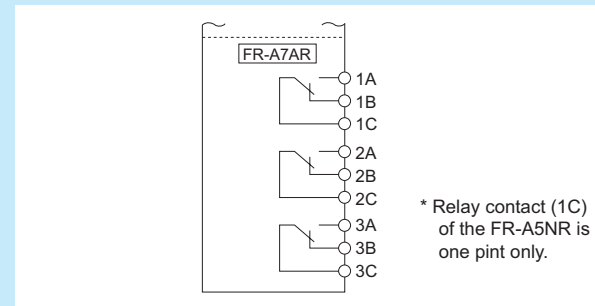 FR-A7AR
1A
1B
1C
2A
2B
2C
3A
3B
3C
* Relay contact (1C)
of the FR-A5NR is
one pint only.